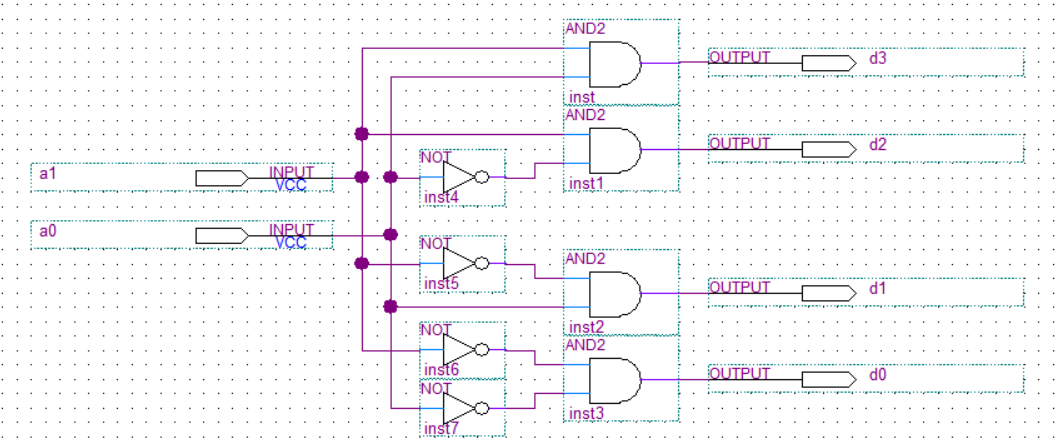 AND2
OUTPUT d3
inst
AND2
OUTPUT d2
NOT
inst1
a1 INPUT
VCC
inst4
a0 INPUT
VCC
NOT
inst5
AND2
OUTPUT d1
inst2
NOT
AND2
inst6
OUTPUT d0
NOT
inst3
inst7